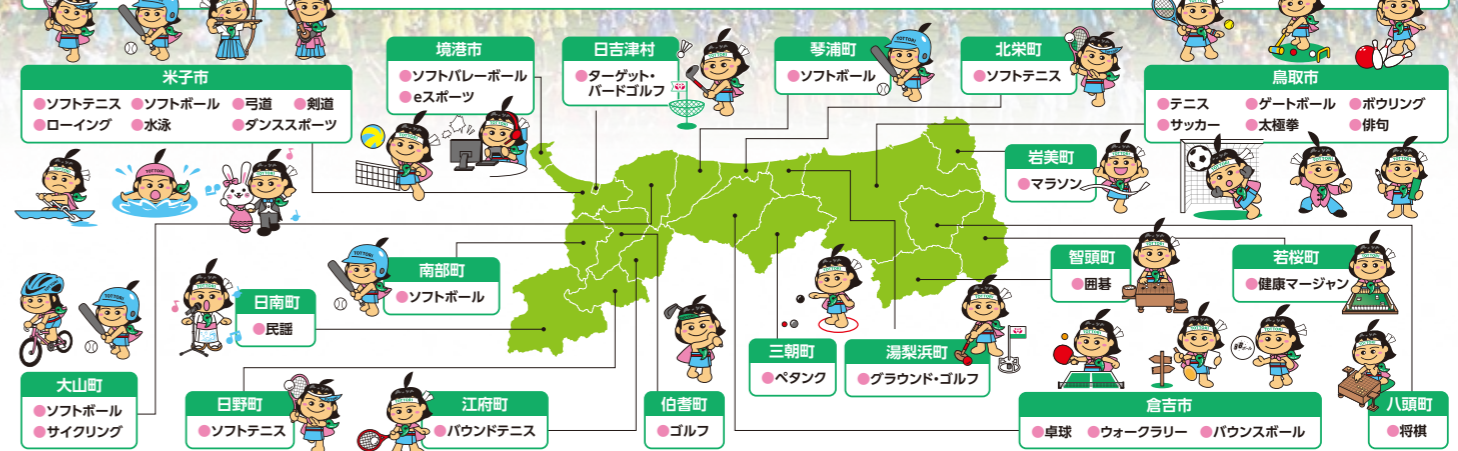 米子市
ソフトテニス ソフトボール 弓道 剣道
ローイング 水泳 ダンススポーツ
境港市
ソフトバレーボール
eスポーツ
日吉津村
ターゲット・
バードゴルフ
琴浦町
ソフトボール
北栄町
ソフトテニス
鳥取市
テニス ゲートボール ボウリング
サッカー 太極拳 俳句
岩美町
マラソン
智頭町
囲碁
若桜町
健康マージャン
南部町
ソフトボール
日南町
民謡
大山町
ソフトボール
サイクリング
日野町
ソフトテニス
江府町
バウンドテニス
伯耆町
ゴルフ
三朝町
ペタンク
湯梨浜町
グラウンド・ゴルフ
倉吉市
卓球 ウォークラリー バウンスボール
八頭町
将棋
TOTTORI
TOTTORI
TOTTORI
TOTTORI